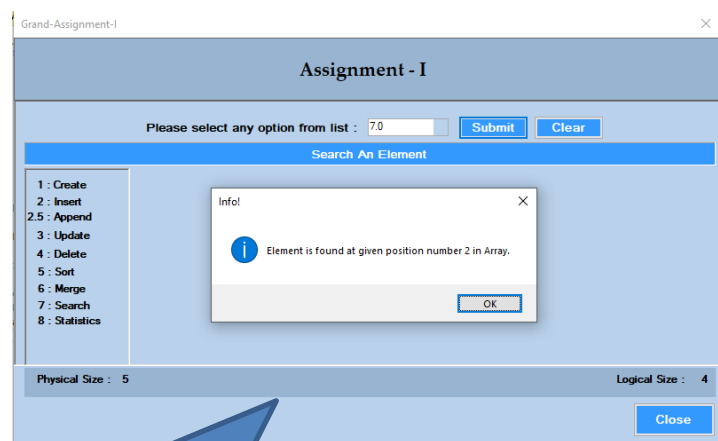 Grand-Assignment-I
Assignment - I
Please select any option from list : 7.0 Submit Clear
Search An Element
1 : Create
2 : Insert
2.5 : Append
3 : Update
4 : Delete
5 : Sort
6 : Merge
7 : Search
8 : Statistics
Info!
Element is found at given position number 2 in Array.
OK
Physical Size : 5 Logical Size : 4
Close